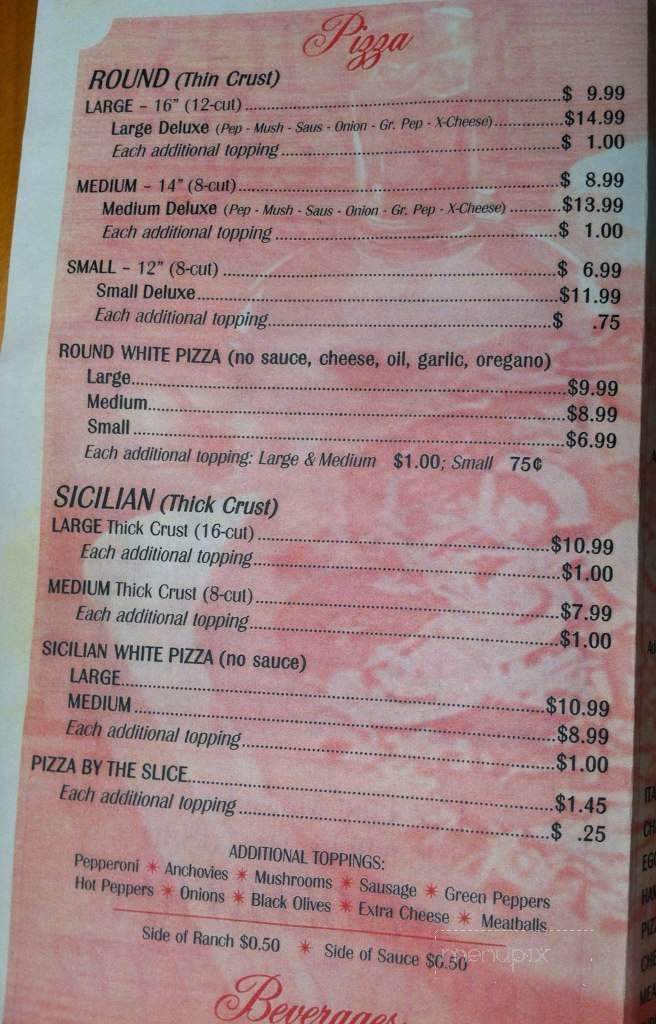 Pizza
ROUND (Thin Crust)
LARGE – 16" (12-cut) $ 9.99
Large Deluxe (Pep - Mush - Saus - Onion - Gr. Pep - X-Cheese) $14.99
Each additional topping $ 1.00
MEDIUM – 14" (8-cut) $ 8.99
Medium Deluxe (Pep - Mush - Saus - Onion - Gr. Pep - X-Cheese) $13.99
Each additional topping $ 1.00
SMALL – 12" (8-cut) $ 6.99
Small Deluxe $11.99
Each additional topping $ .75
ROUND WHITE PIZZA (no sauce, cheese, oil, garlic, oregano)
Large $9.99
Medium $8.99
Small $6.99
Each additional topping: Large & Medium $1.00; Small 75¢
SICILIAN (Thick Crust)
LARGE Thick Crust (16-cut) $10.99
Each additional topping $1.00
MEDIUM Thick Crust (8-cut) $7.99
Each additional topping $1.00
SICILIAN WHITE PIZZA (no sauce)
LARGE $10.99
MEDIUM $8.99
Each additional topping $1.00
PIZZA BY THE SLICE $1.45
Each additional topping $ .25
ADDITIONAL TOPPINGS:
Pepperoni * Anchovies * Mushrooms * Sausage * Green Peppers
Hot Peppers * Onions * Black Olives * Extra Cheese * Meatballs
Side of Ranch $0.50 * Side of Sauce $0.50
menupix
Beverages